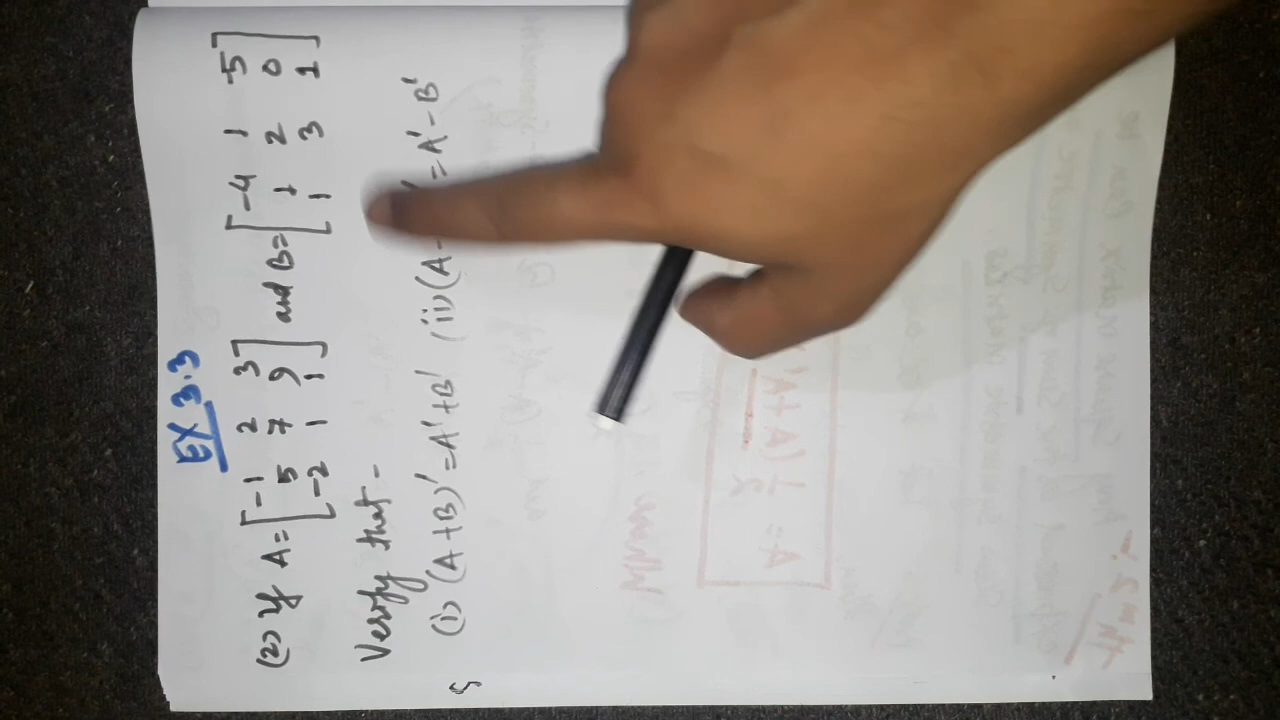 EX 3.3
(2) If A = [ -1 2 3 and B = [ -4 1 -5 ]
5 7 9 ] 1 2 0
-2 1 1 1 3 1
Verify that -
(i) (A+B)' = A'+B' (ii) (A- = A'-B'